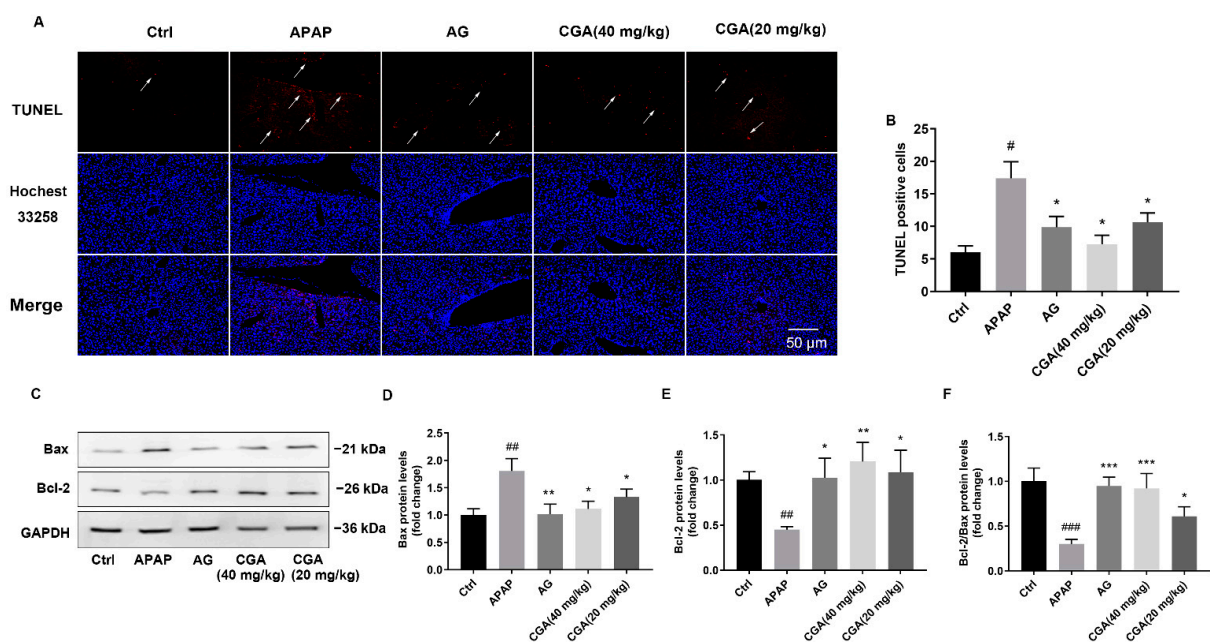 A
Ctrl APAP AG CGA(40 mg/kg) CGA(20 mg/kg)
TUNEL
Hochest
33258
Merge
50 µm
B
TUNEL positive cells
25
20
15
10
5
0
#
*
*
*
Ctrl
APAP
AG
CGA(40 mg/kg)
CGA(20 mg/kg)
C
Bax –21 kDa
Bcl-2 –26 kDa
GAPDH –36 kDa
Ctrl APAP AG CGA CGA
(40 mg/kg) (20 mg/kg)
D
Bax protein levels
(fold change)
2.5
2.0
1.5
1.0
0.5
0.0
##
**
*
*
Ctrl
APAP
AG
CGA(40 mg/kg)
CGA(20 mg/kg)
E
Bcl-2 protein levels
(fold change)
1.5
1.0
0.5
0.0
##
*
**
*
Ctrl
APAP
AG
CGA(40 mg/kg)
CGA(20 mg/kg)
F
Bcl-2/Bax protein levels
(fold change)
1.5
1.0
0.5
0.0
###
***
***
*
Ctrl
APAP
AG
CGA(40 mg/kg)
CGA(20 mg/kg)